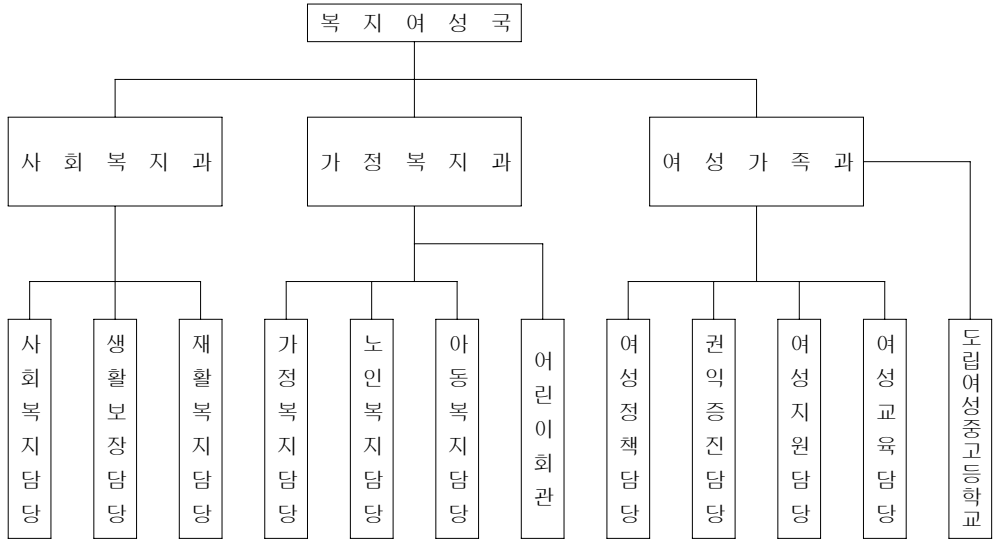 복 지 여 성 국
사 회 복 지 과
가 정 복 지 과
여 성 가 족 과
사회복지담당
생활보장담당
재활복지담당
가정복지담당
노인복지담당
아동복지담당
어린이회관
여성정책담당
권익증진담당
여성지원담당
여성교육담당
도립여성중고등학교